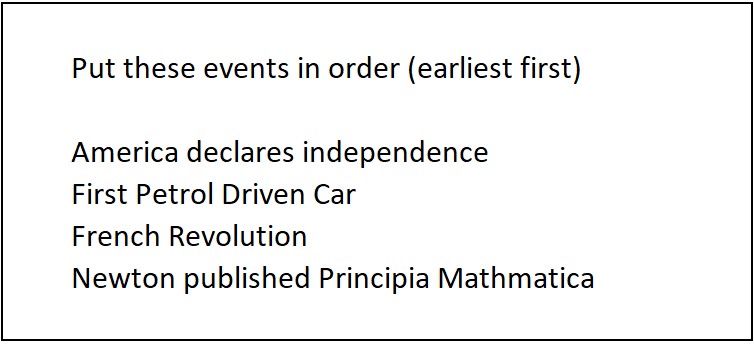 Put these events in order (earliest first)
America declares independence
First Petrol Driven Car
French Revolution
Newton published Principia Mathmatica